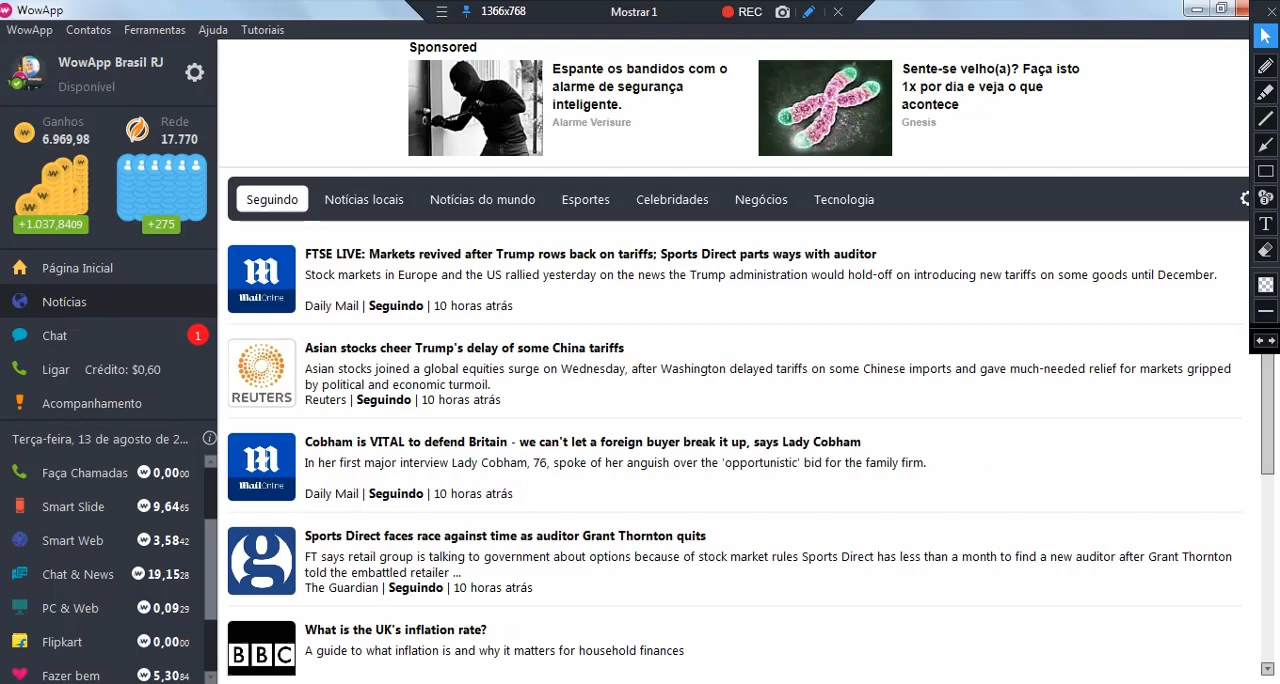 WowApp
1366x768
Mostrar1
REC
WowApp Contatos Ferramentas Ajuda Tutoriais
WowApp Brasil RJ
Disponível
Ganhos
6.969,98
Rede
17.770
+1.037,8409
+275
Página Inicial
Notícias
Chat
1
Ligar Crédito: $0,60
Acompanhamento
Terça-feira, 13 de agosto de 2...
Faça Chamadas 0,0000
Smart Slide 9,6465
Smart Web 3,5842
Chat & News 19,1528
PC & Web 0,0929
Flipkart 0,0000
Fazer bem 5,3084
Sponsored
Espante os bandidos com o
alarme de segurança
inteligente.
Alarme Verisure
Sente-se velho(a)? Faça isto
1x por dia e veja o que
acontece
Gnesis
Seguindo Notícias locais Notícias do mundo Esportes Celebridades Negócios Tecnologia
MailOnline
FTSE LIVE: Markets revived after Trump rows back on tariffs; Sports Direct parts ways with auditor
Stock markets in Europe and the US rallied yesterday on the news the Trump administration would hold-off on introducing new tariffs on some goods until December.
Daily Mail | Seguindo | 10 horas atrás
REUTERS
Asian stocks cheer Trump's delay of some China tariffs
Asian stocks joined a global equities surge on Wednesday, after Washington delayed tariffs on some Chinese imports and gave much-needed relief for markets gripped
by political and economic turmoil.
Reuters | Seguindo | 10 horas atrás
MailOnline
Cobham is VITAL to defend Britain - we can't let a foreign buyer break it up, says Lady Cobham
In her first major interview Lady Cobham, 76, spoke of her anguish over the 'opportunistic' bid for the family firm.
Daily Mail | Seguindo | 10 horas atrás
Sports Direct faces race against time as auditor Grant Thornton quits
FT says retail group is talking to government about options because of stock market rules Sports Direct has less than a month to find a new auditor after Grant Thornton
told the embattled retailer ...
The Guardian | Seguindo | 10 horas atrás
BBC
What is the UK's inflation rate?
A guide to what inflation is and why it matters for household finances